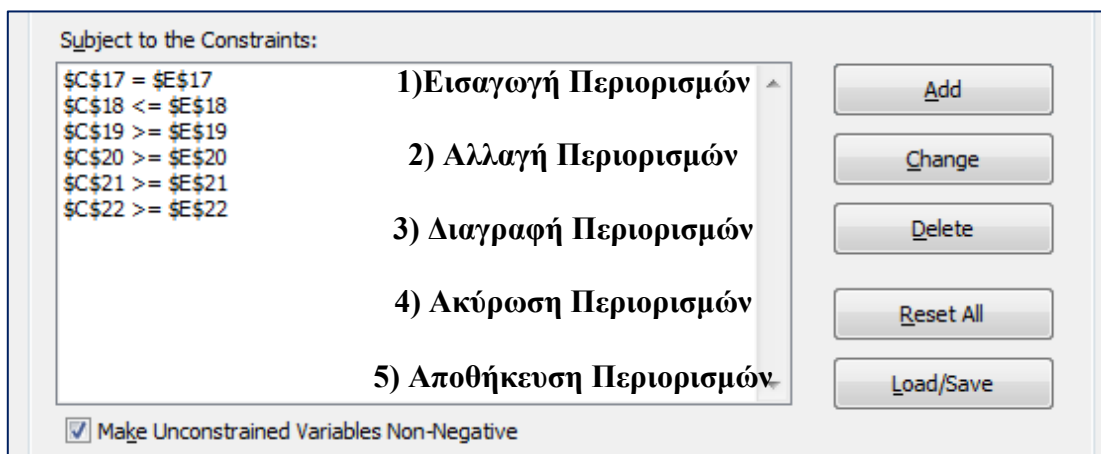 Subject to the Constraints:
$C$17 = $E$17
$C$18 <= $E$18
$C$19 >= $E$19
$C$20 >= $E$20
$C$21 >= $E$21
$C$22 >= $E$22
1)Εισαγωγή Περιορισμών
2) Αλλαγή Περιορισμών
3) Διαγραφή Περιορισμών
4) Ακύρωση Περιορισμών
5) Αποθήκευση Περιορισμών
Add
Change
Delete
Reset All
Load/Save
Make Unconstrained Variables Non-Negative